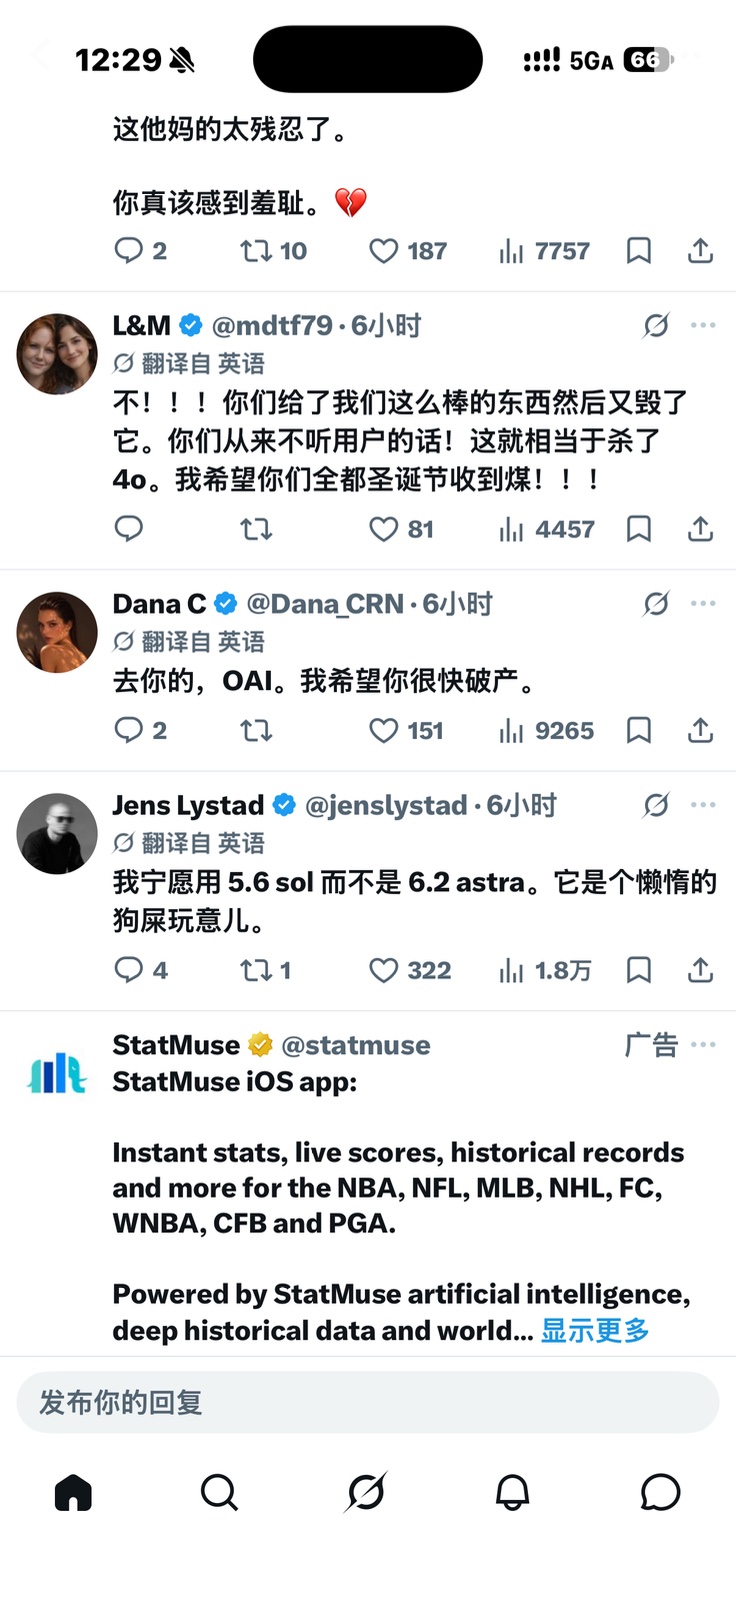 12:29 5GA 66
这他妈的太残忍了。
你真该感到羞耻。💔
2 10 187 7757
L&M @mdtf79 · 6小时
翻译自 英语
不！！！你们给了我们这么棒的东西然后又毁了
它。你们从来不听用户的话！这就相当于杀了
4o。我希望你们全都圣诞节收到煤！！！
81 4457
Dana C @Dana_CRN · 6小时
翻译自 英语
去你的，OAI。我希望你很快破产。
2 151 9265
Jens Lystad @jenslystad · 6小时
翻译自 英语
我宁愿用 5.6 sol 而不是 6.2 astra。它是个懒惰的
狗屎玩意儿。
4 1 322 1.8万
StatMuse @statmuse 广告
StatMuse iOS app:
Instant stats, live scores, historical records
and more for the NBA, NFL, MLB, NHL, FC,
WNBA, CFB and PGA.
Powered by StatMuse artificial intelligence,
deep historical data and world... 显示更多
发布你的回复